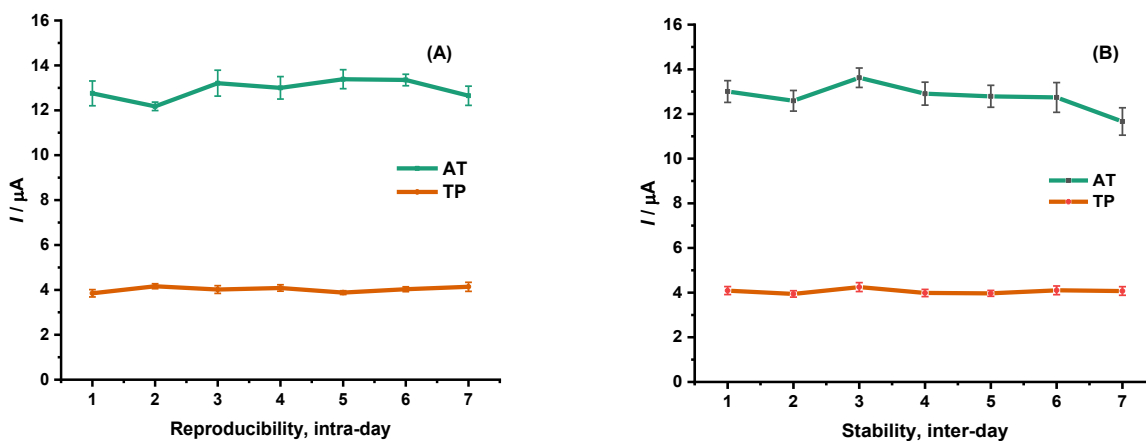 (A)
16
14
12
10
8
6
4
2
0
I / µA
AT
TP
1 2 3 4 5 6 7
Reproducibility, intra-day
(B)
16
14
12
10
8
6
4
2
0
I / µA
AT
TP
1 2 3 4 5 6 7
Stability, inter-day